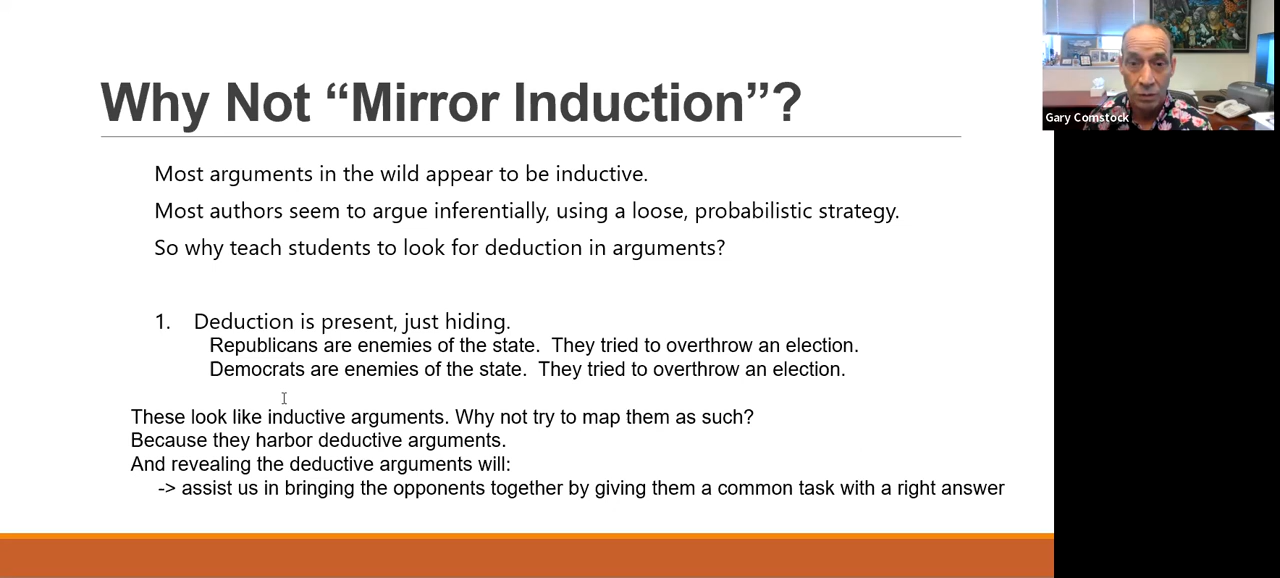 Why Not “Mirror Induction”?
Gary Comstock
Most arguments in the wild appear to be inductive.
Most authors seem to argue inferentially, using a loose, probabilistic strategy.
So why teach students to look for deduction in arguments?
1. Deduction is present, just hiding.
Republicans are enemies of the state. They tried to overthrow an election.
Democrats are enemies of the state. They tried to overthrow an election.
These look like inductive arguments. Why not try to map them as such?
Because they harbor deductive arguments.
And revealing the deductive arguments will:
-> assist us in bringing the opponents together by giving them a common task with a right answer